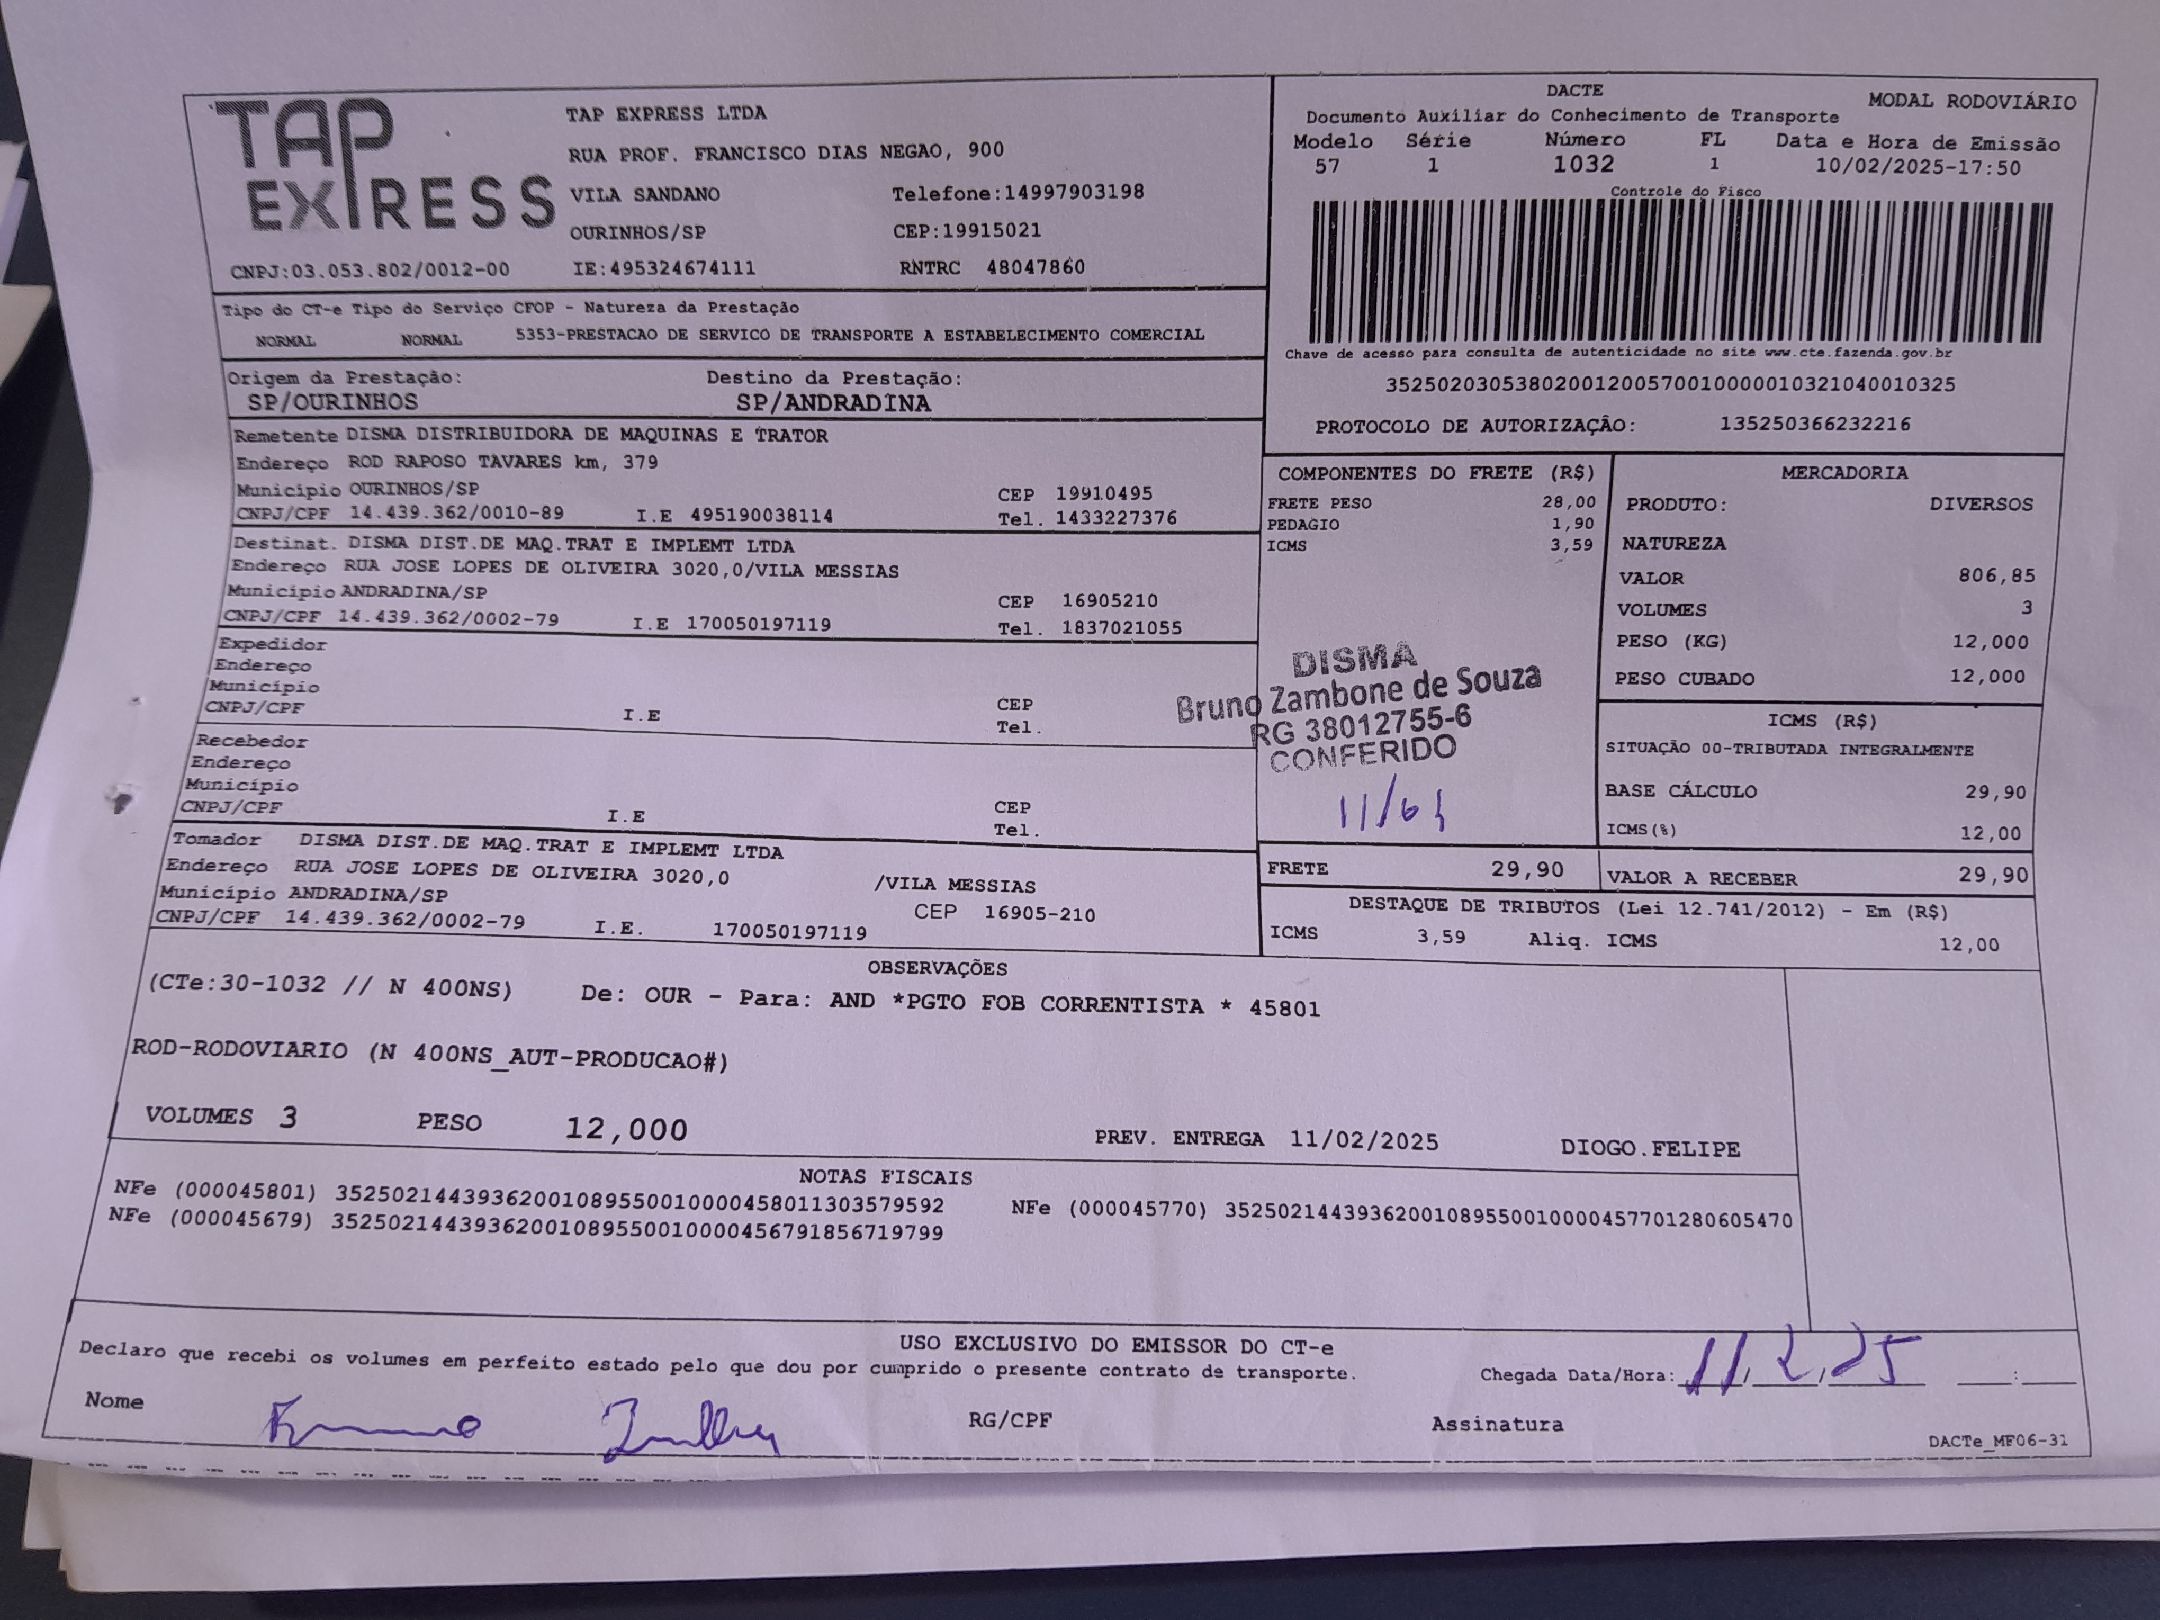 TAP
EXPRESS
TAP EXPRESS LTDA
RUA PROF. FRANCISCO DIAS NEGAO, 900
VILA SANDANO Telefone:14997903198
OURINHOS/SP CEP:19915021
CNPJ:03.053.802/0012-00 IE:495324674111 RNTRC 48047860
DACTE
MODAL RODOVIÁRIO
Documento Auxiliar do Conhecimento de Transporte
Modelo Série Número FL Data e Hora de Emissão
57 1 1032 1 10/02/2025-17:50
Controle do Fisco
Chave de acesso para consulta de autenticidade no site www.cte.fazenda.gov.br
35250203053802001200570010000010321040010325
PROTOCOLO DE AUTORIZAÇÂO: 135250366232216
Tipo do CT-e Tipo do Serviço CFOP - Natureza da Prestação
NORMAL NORMAL 5353-PRESTACAO DE SERVICO DE TRANSPORTE A ESTABELECIMENTO COMERCIAL
Origem da Prestação: Destino da Prestação:
SP/OURINHOS SP/ANDRADINA
Remetente DISMA DISTRIBUIDORA DE MAQUINAS E TRATOR
Endereço ROD RAPOSO TAVARES km, 379
Município OURINHOS/SP CEP 19910495
CNPJ/CPF 14.439.362/0010-89 I.E 495190038114 Tel. 1433227376
Destinat. DISMA DIST.DE MAQ.TRAT E IMPLEMT LTDA
Endereço RUA JOSE LOPES DE OLIVEIRA 3020,0/VILA MESSIAS
Município ANDRADINA/SP CEP 16905210
CNPJ/CPF 14.439.362/0002-79 I.E 170050197119 Tel. 1837021055
Expedidor
Endereço
Município CEP
CNPJ/CPF I.E Tel.
Recebedor
Endereço
Município
CNPJ/CPF I.E CEP
Tel.
Tomador DISMA DIST.DE MAQ.TRAT E IMPLEMT LTDA
Endereço RUA JOSE LOPES DE OLIVEIRA 3020,0 /VILA MESSIAS
Município ANDRADINA/SP CEP 16905-210
CNPJ/CPF 14.439.362/0002-79 I.E. 170050197119
COMPONENTES DO FRETE (R$)
FRETE PESO 28,00
PEDAGIO 1,90
ICMS 3,59
DISMA
Bruno Zambone de Souza
RG 38012755-6
CONFERIDO
FRETE 29,90
MERCADORIA
PRODUTO: DIVERSOS
NATUREZA
VALOR 806,85
VOLUMES 3
PESO (KG) 12,000
PESO CUBADO 12,000
ICMS (R$)
SITUAÇÃO 00-TRIBUTADA INTEGRALMENTE
BASE CÁLCULO 29,90
ICMS(%) 12,00
VALOR A RECEBER 29,90
DESTAQUE DE TRIBUTOS (Lei 12.741/2012) - Em (R$)
ICMS 3,59 Aliq. ICMS 12,00
OBSERVAÇÕES
(CTe:30-1032 // N 400NS) De: OUR - Para: AND *PGTO FOB CORRENTISTA * 45801
ROD-RODOVIARIO (N 400NS_AUT-PRODUCAO#)
VOLUMES 3 PESO 12,000 PREV. ENTREGA 11/02/2025 DIOGO.FELIPE
NOTAS FISCAIS
NFe (000045801) 35250214439362001089550010000458011303579592 NFe (000045770) 35250214439362001089550010000457701280605470
NFe (000045679) 35250214439362001089550010000456791856719799
USO EXCLUSIVO DO EMISSOR DO CT-e
Declaro que recebi os volumes em perfeito estado pelo que dou por cumprido o presente contrato de transporte. Chegada Data/Hora: 11/2/25 :
Nome Bruno RG/CPF Assinatura
DACTe_MF06-31